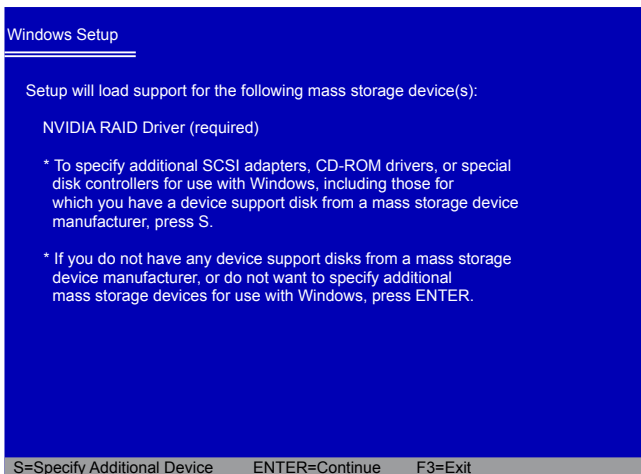 Windows Setup
Setup will load support for the following mass storage device(s):
NVIDIA RAID Driver (required)
* To specify additional SCSI adapters, CD-ROM drivers, or special
disk controllers for use with Windows, including those for
which you have a device support disk from a mass storage device
manufacturer, press S.
* If you do not have any device support disks from a mass storage
device manufacturer, or do not want to specify additional
mass storage devices for use with Windows, press ENTER.
S=Specify Additional Device ENTER=Continue F3=Exit